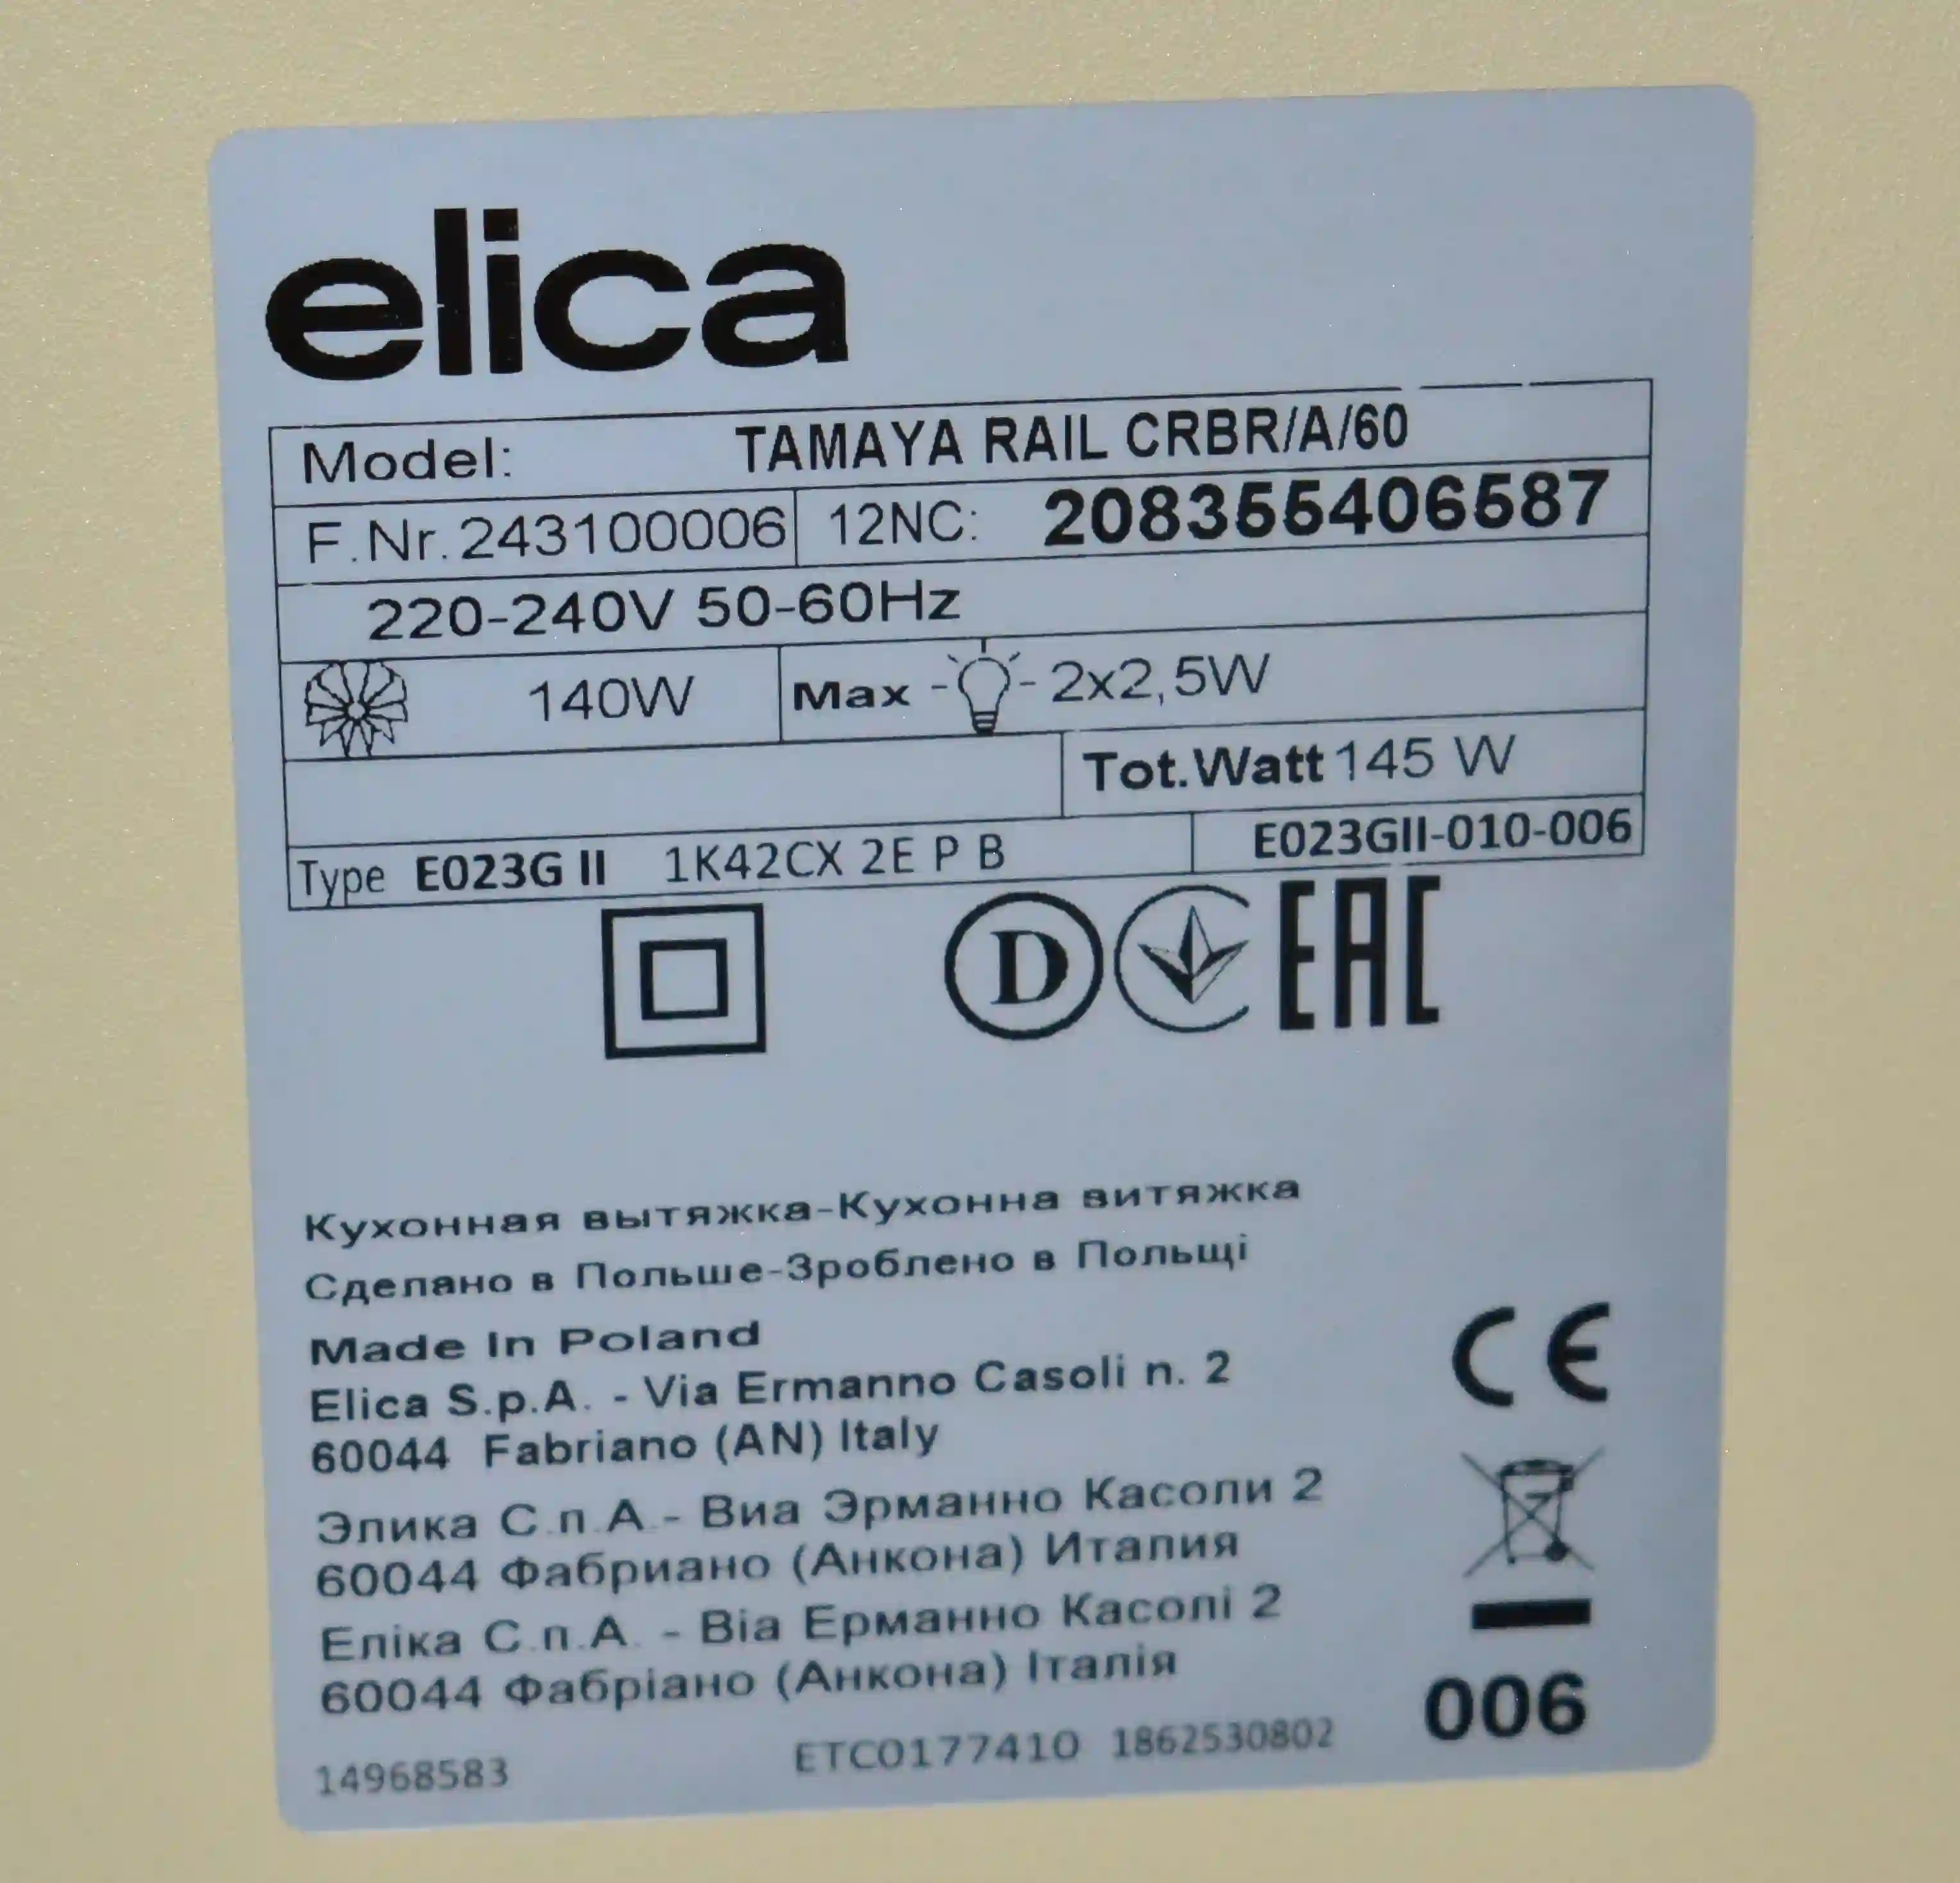 elica
Model: TAMAYA RAIL CRBR/A/60
F.Nr.243100006 12NC: 208355406587
220-240V 50-60Hz
140W Max 2x2,5W
Tot.Watt 145 W
Type E023G II 1K42CX 2E P B E023GII-010-006
D EAC
Кухонная вытяжка-Кухонна витяжка
Сделано в Польше-Зроблено в Польщі
Made In Poland
Elica S.p.A. - Via Ermanno Casoli n. 2
60044 Fabriano (AN) Italy
CE
Элика С.п.А.- Виа Эрманно Касоли 2
60044 Фабриано (Анкона) Италия
Еліка С.п.А. - Віа Ерманно Касолі 2
60044 Фабріано (Анкона) Італія
006
14968583 ETC0177410 1862530802